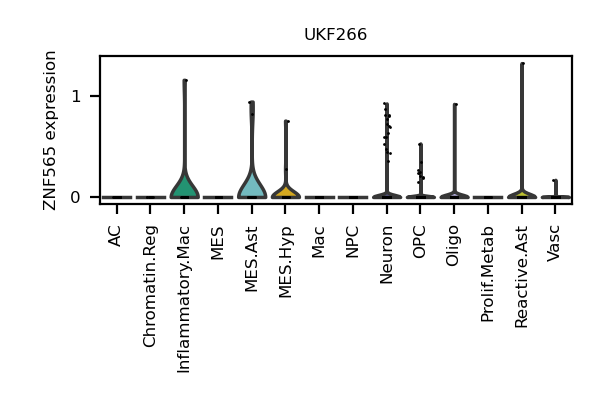 UKF266
ZNF565 expression
1
0
AC
Chromatin.Reg
Inflammatory.Mac
MES
MES.Ast
MES.Hyp
Mac
NPC
Neuron
OPC
Oligo
Prolif.Metab
Reactive.Ast
Vasc